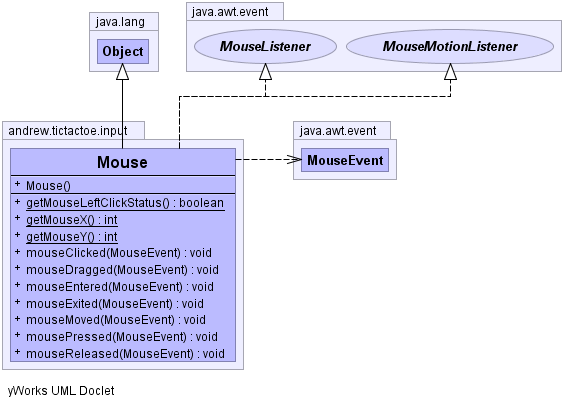 java.awt.event
java.lang
Object
MouseListener
MouseMotionListener
andrew.tictactoe.input
java.awt.event
Mouse
MouseEvent
+ Mouse()
+ getMouseLeftClickStatus() : boolean
+ getMouseX() : int
+ getMouseY() : int
+ mouseClicked(MouseEvent) : void
+ mouseDragged(MouseEvent) : void
+ mouseEntered(MouseEvent) : void
+ mouseExited(MouseEvent) : void
+ mouseMoved(MouseEvent) : void
+ mousePressed(MouseEvent) : void
+ mouseReleased(MouseEvent) : void
yWorks UML Doclet